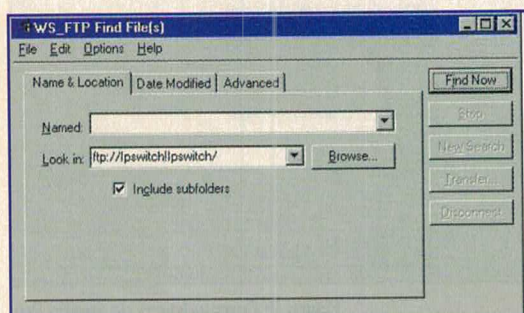 WS_FTP Find File(s)
File Edit Options Help
Name & Location Date Modified Advanced
Find Now
Stop
Named:
New Search
Look in: ftp://Ipswitch!Ipswitch/ Browse...
Transfer...
Include subfolders
Disconnect